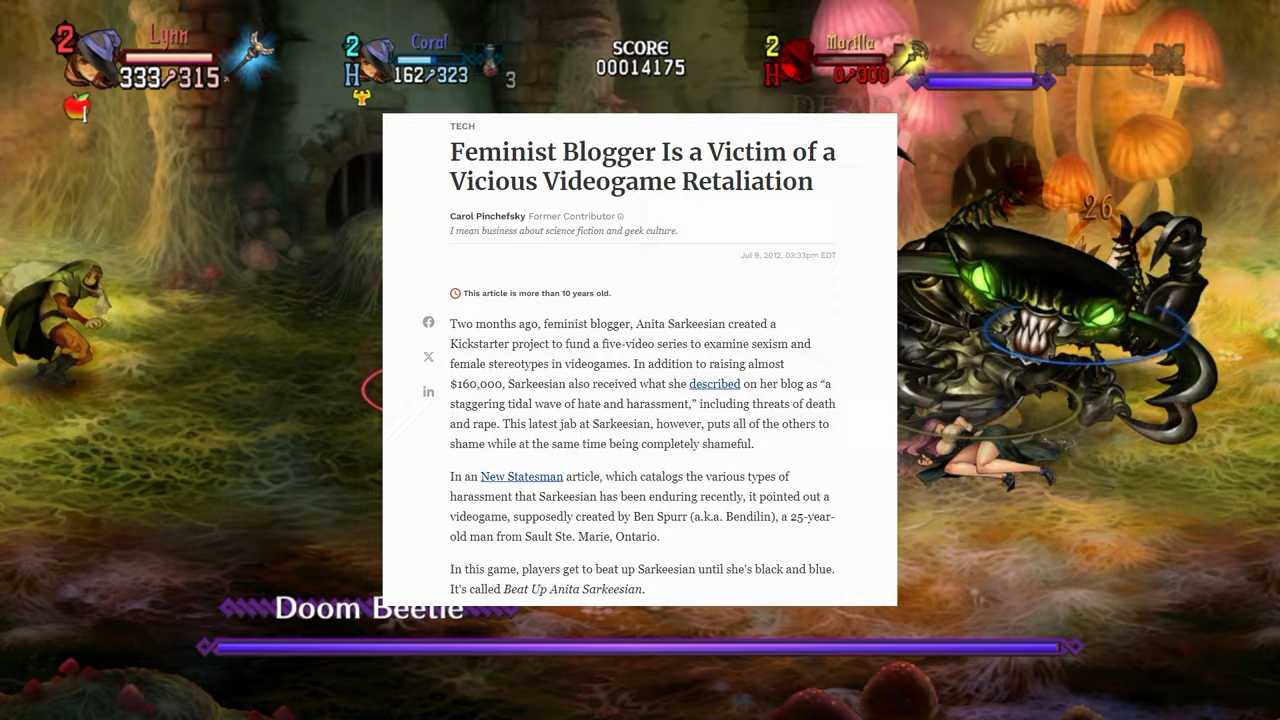 2
Lynn
333/315
1
2
Coral
H
162/323
3
SCORE
00014175
2
Marilla
H
0/300
DEAD
26
TECH
Feminist Blogger Is a Victim of a
Vicious Videogame Retaliation
Carol Pinchefsky Former Contributor
I mean business about science fiction and geek culture.
Jul 9, 2012, 03:33pm EDT
This article is more than 10 years old.
Two months ago, feminist blogger, Anita Sarkeesian created a
Kickstarter project to fund a five-video series to examine sexism and
female stereotypes in videogames. In addition to raising almost
$160,000, Sarkeesian also received what she described on her blog as “a
staggering tidal wave of hate and harassment,” including threats of death
and rape. This latest jab at Sarkeesian, however, puts all of the others to
shame while at the same time being completely shameful.
In an New Statesman article, which catalogs the various types of
harassment that Sarkeesian has been enduring recently, it pointed out a
videogame, supposedly created by Ben Spurr (a.k.a. Bendilin), a 25-year-
old man from Sault Ste. Marie, Ontario.
In this game, players get to beat up Sarkeesian until she's black and blue.
It's called Beat Up Anita Sarkeesian.
Doom Beetle